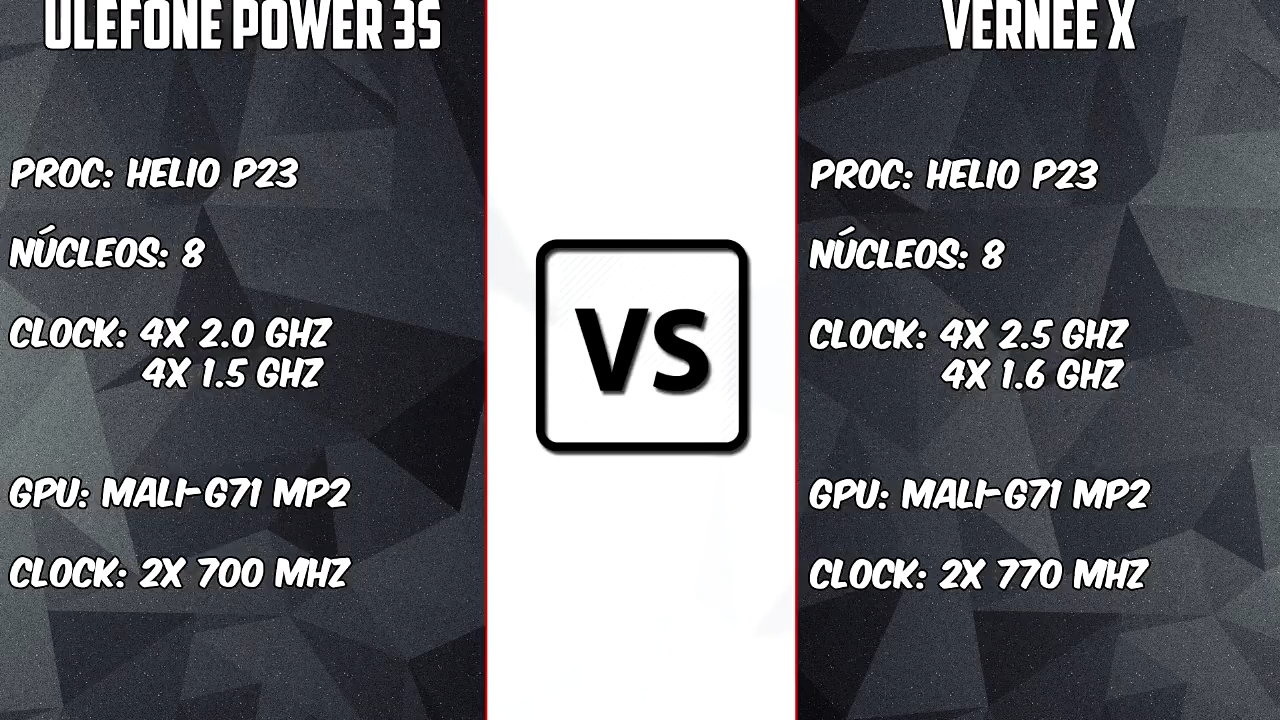 ULEFONE POWER 3S
PROC: HELIO P23
NÚCLEOS: 8
CLOCK: 4X 2.0 GHZ
4X 1.5 GHZ
GPU: MALI-G71 MP2
CLOCK: 2X 700 MHZ
VS
VERNEE X
PROC: HELIO P23
NÚCLEOS: 8
CLOCK: 4X 2.5 GHZ
4X 1.6 GHZ
GPU: MALI-G71 MP2
CLOCK: 2X 770 MHZ